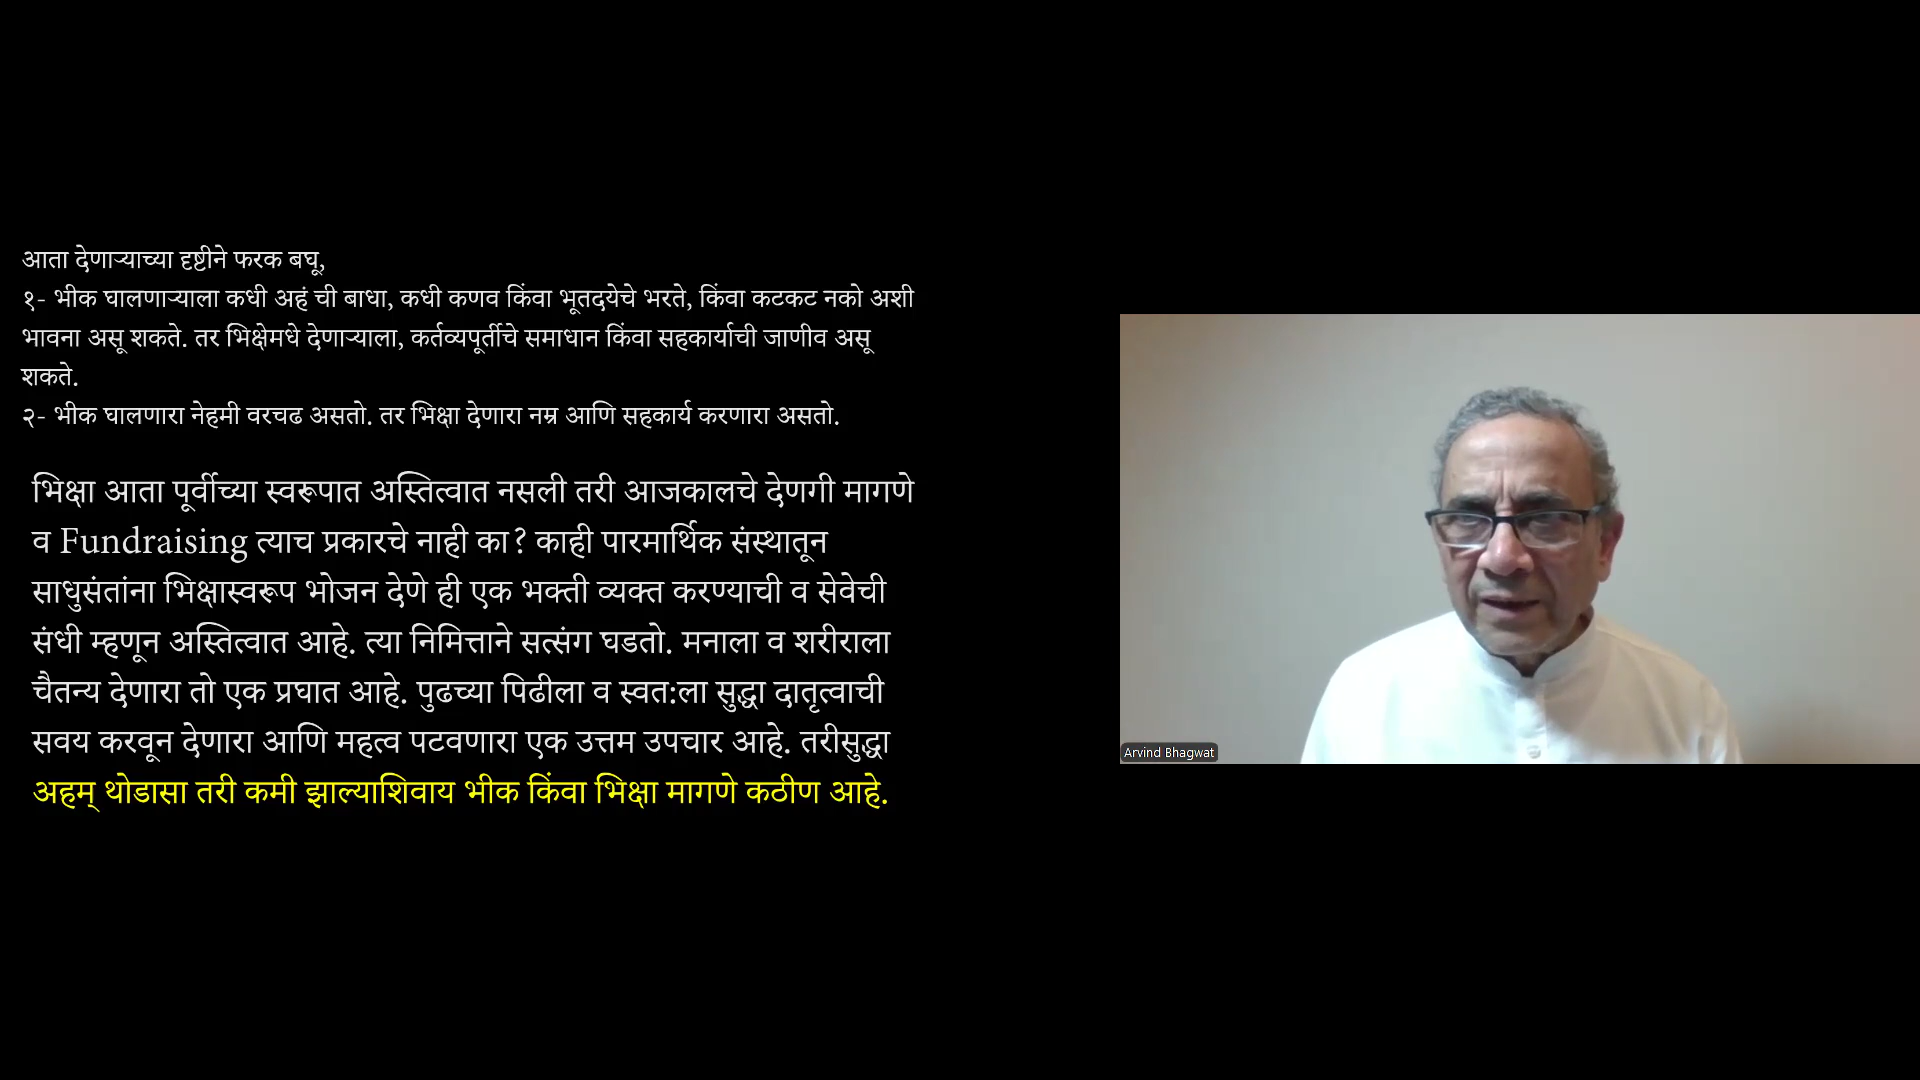 आता देणाऱ्याच्या दृष्टीने फरक बघू,
१- भीक घालणाऱ्याला कधी अहं ची बाधा, कधी कणव किंवा भूतदयेचे भरते, किंवा कटकट नको अशी
भावना असू शकते. तर भिक्षेमधे देणाऱ्याला, कर्तव्यपूर्तीचे समाधान किंवा सहकार्याची जाणीव असू
शकते.
२- भीक घालणारा नेहमी वरचढ असतो. तर भिक्षा देणारा नम्र आणि सहकार्य करणारा असतो.
भिक्षा आता पूर्वीच्या स्वरूपात अस्तित्वात नसली तरी आजकालचे देणगी मागणे
व Fundraising त्याच प्रकारचे नाही का? काही पारमार्थिक संस्थातून
साधुसंतांना भिक्षास्वरूप भोजन देणे ही एक भक्ती व्यक्त करण्याची व सेवेची
संधी म्हणून अस्तित्वात आहे. त्या निमित्ताने सत्संग घडतो. मनाला व शरीराला
चैतन्य देणारा तो एक प्रघात आहे. पुढच्या पिढीला व स्वत:ला सुद्धा दातृत्वाची
सवय करवून देणारा आणि महत्व पटवणारा एक उत्तम उपचार आहे. तरीसुद्धा
अहम् थोडासा तरी कमी झाल्याशिवाय भीक किंवा भिक्षा मागणे कठीण आहे.
Arvind Bhagwat